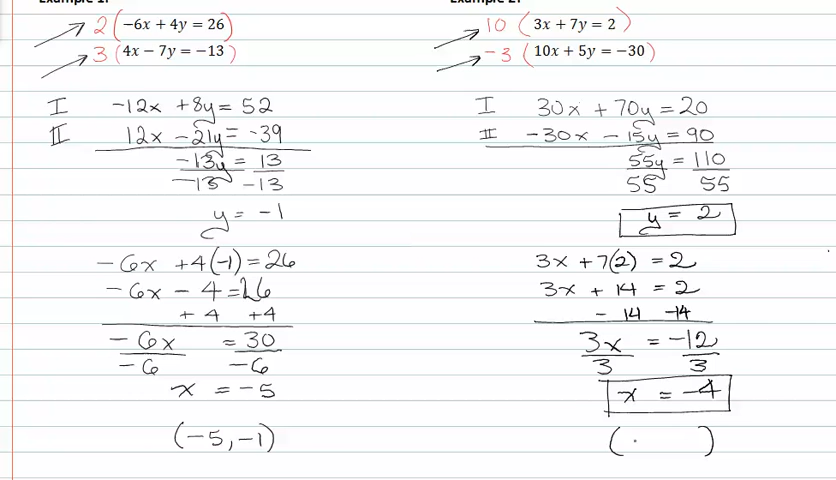 2 (−6x + 4y = 26)
3 (4x − 7y = −13)
I -12x + 8y = 52
II 12x - 21y = -39
-13y = 13
-13 -13
y = -1
-6x + 4(-1) = 26
-6x - 4 = 26
+ 4 +4
-6x = 30
-6 -6
x = -5
(-5, -1)
10 (3x + 7y = 2)
-3 (10x + 5y = −30)
I 30x + 70y = 20
II -30x - 15y = 90
55y = 110
55 55
y = 2
3x + 7(2) = 2
3x + 14 = 2
- 14 -14
3x = -12
3 3
x = -4
( )